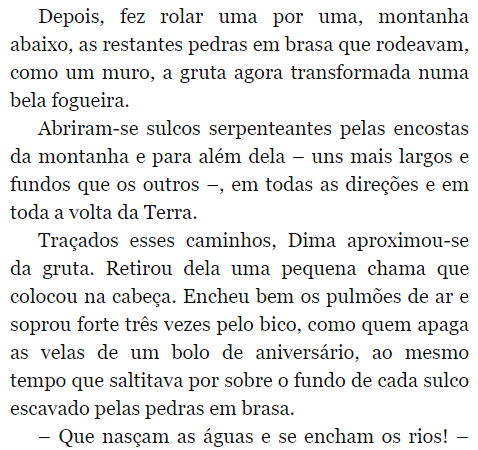 Depois, fez rolar uma por uma, montanha
abaixo, as restantes pedras em brasa que rodeavam,
como um muro, a gruta agora transformada numa
bela fogueira.
Abriram-se sulcos serpenteantes pelas encostas
da montanha e para além dela – uns mais largos e
fundos que os outros –, em todas as direções e em
toda a volta da Terra.
Traçados esses caminhos, Dima aproximou-se
da gruta. Retirou dela uma pequena chama que
colocou na cabeça. Encheu bem os pulmões de ar e
soprou forte três vezes pelo bico, como quem apaga
as velas de um bolo de aniversário, ao mesmo
tempo que saltitava por sobre o fundo de cada sulco
escavado pelas pedras em brasa.
– Que nasçam as águas e se encham os rios! –